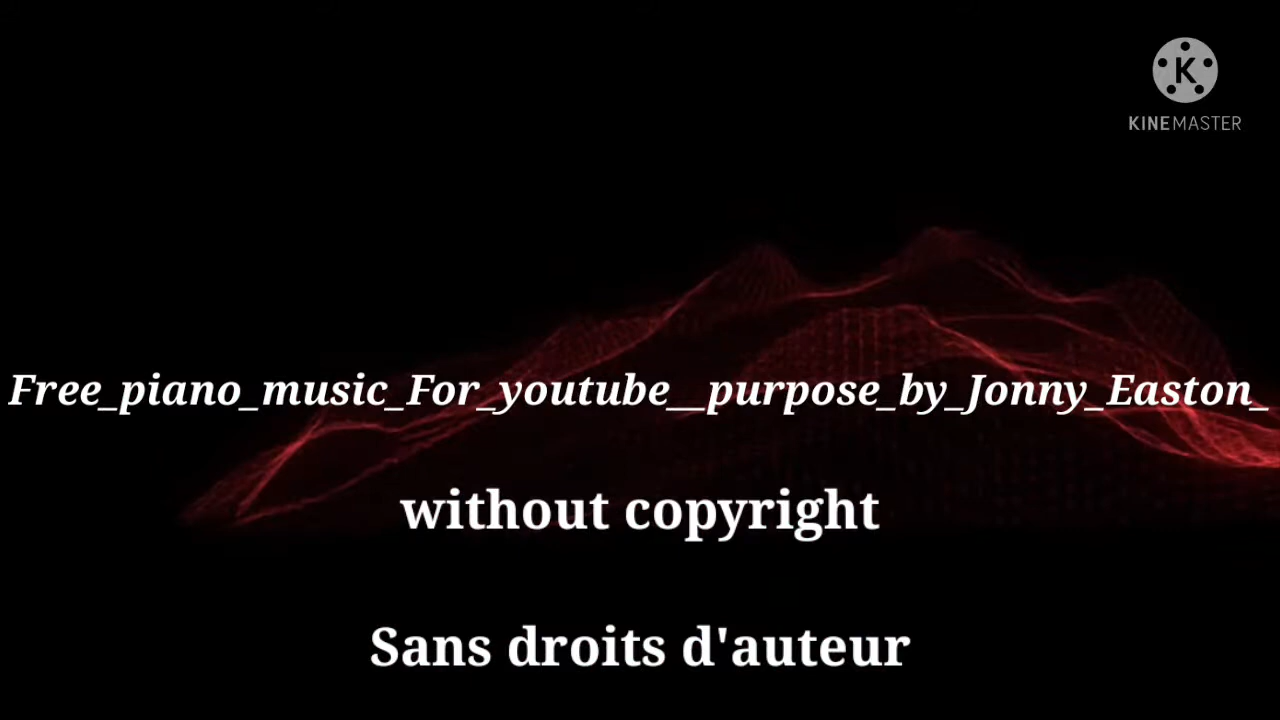 K
KINEMASTER
Free_piano_music_For_youtube__purpose_by_Jonny_Easton_
without copyright
Sans droits d'auteur